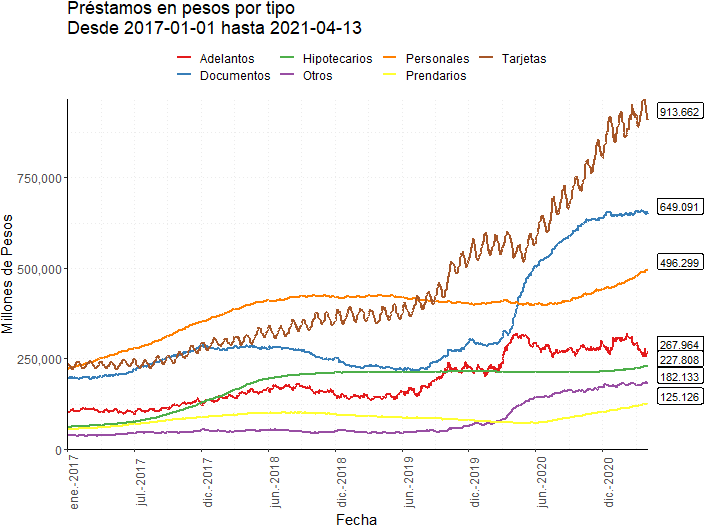 Préstamos en pesos por tipo
Desde 2017-01-01 hasta 2021-04-13
Adelantos Hipotecarios Personales Tarjetas
Documentos Otros Prendarios
Millones de Pesos
750,000
500,000
250,000
0
913.662
649.091
496.299
267.964
227.808
182.133
125.126
ene.-2017
jul.-2017
dic.-2017
jun.-2018
dic.-2018
jun.-2019
dic.-2019
jun.-2020
dic.-2020
Fecha